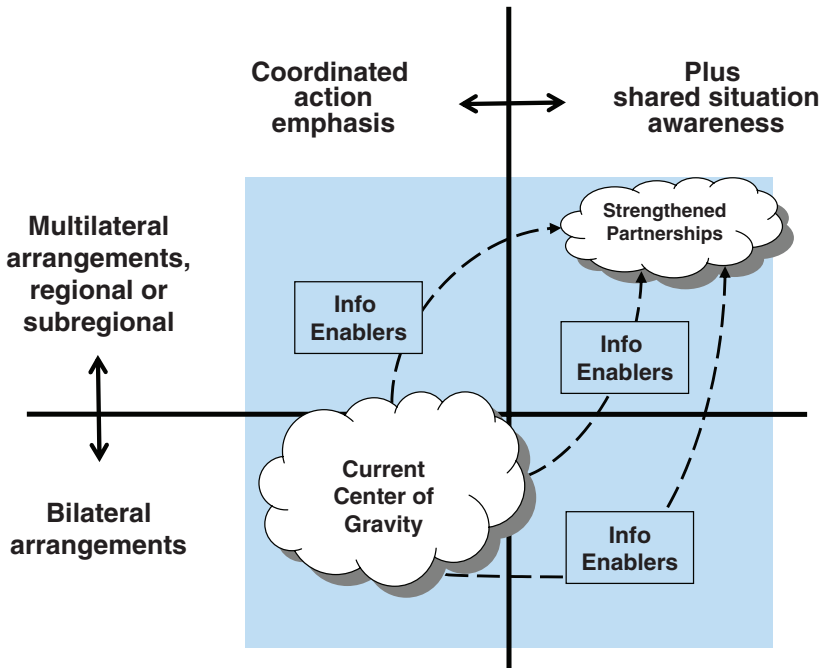 Coordinated
action
emphasis
Plus
shared situation
awareness
Multilateral
arrangements,
regional or
subregional
Strengthened
Partnerships
Info
Enablers
Info
Enablers
Current
Center of
Gravity
Bilateral
arrangements
Info
Enablers